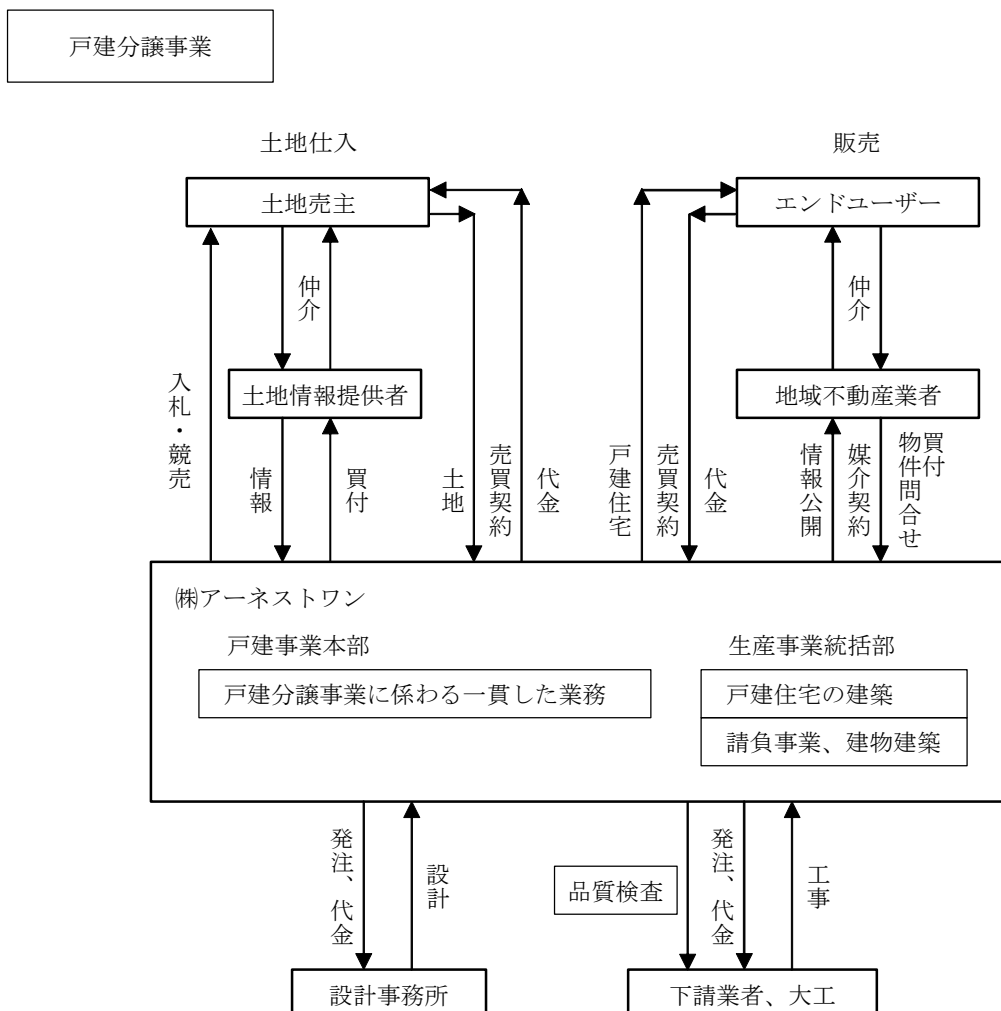 戸建分譲事業
土地仕入
販売
土地売主
エンドユーザー
仲介
仲介
土地情報提供者
地域不動産業者
入札・競売
情報
買付
土地
売買契約
代金
戸建住宅
売買契約
代金
情報公開
媒介契約
買付
物件問合せ
㈱アーネストワン
戸建事業本部
生産事業統括部
戸建分譲事業に係わる一貫した業務
戸建住宅の建築
請負事業、建物建築
発注、代金
設計
品質検査
発注、代金
工事
設計事務所
下請業者、大工